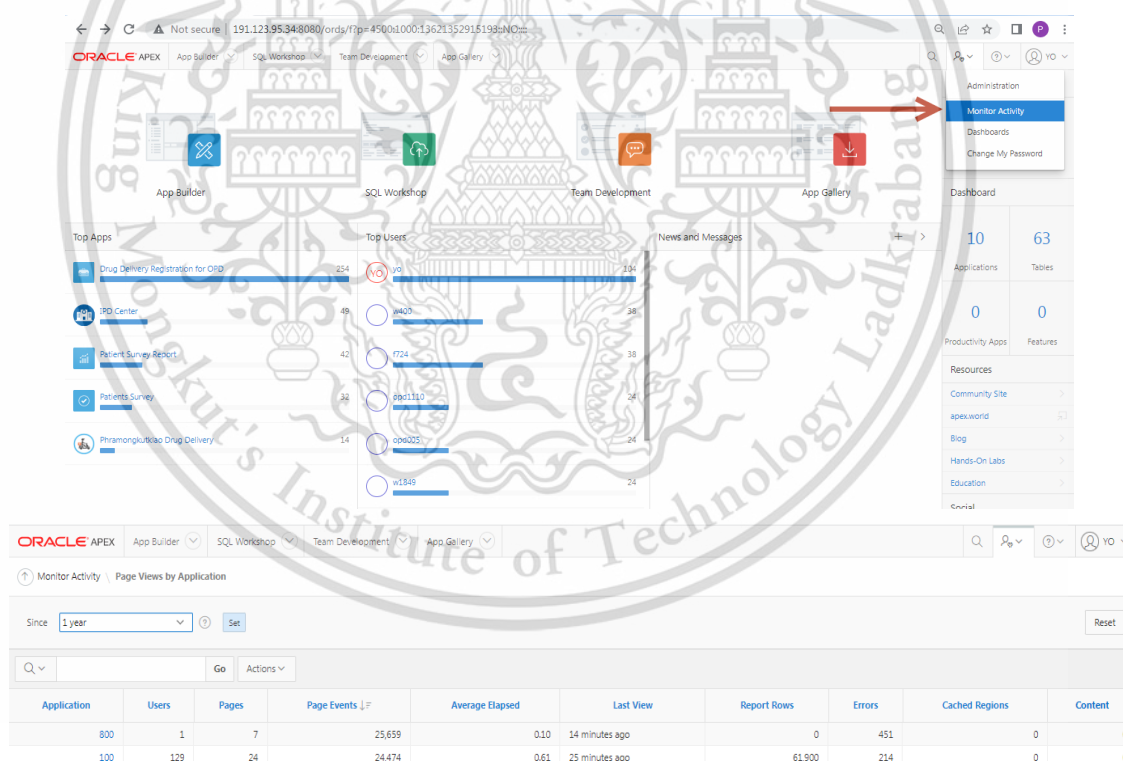 Not secure | 191.123.95.34:8080/ords/f?p=4500:1000:13621352915193::NO::::
P
ORACLE APEX App Builder SQL Workshop Team Development App Gallery YO
Administration
Monitor Activity
Dashboards
Change My Password
App Builder SQL Workshop Team Development App Gallery
Dashboard
10 63
Applications Tables
0 0
Productivity Apps Features
Top Apps
Drug Delivery Registration for OPD 254
IPD Center 49
Patient Survey Report 42
Patients Survey 32
Phramongkutklao Drug Delivery 14
Top Users
YO yo 104
w400 38
f724 38
opd1110 24
opd005 24
w1849 24
News and Messages
Resources
Community Site
apex.world
Blog
Hands-On Labs
Education
Social
King Mongkut's Institute of Technology Ladkrabang
ORACLE APEX App Builder SQL Workshop Team Development App Gallery YO
Monitor Activity \ Page Views by Application
Since 1 year Set Reset
Go Actions
Application Users Pages Page Events Average Elapsed Last View Report Rows Errors Cached Regions Content
800 1 7 25,659 0.10 14 minutes ago 0 451 0
100 129 24 24,474 0.61 25 minutes ago 61,900 214 0